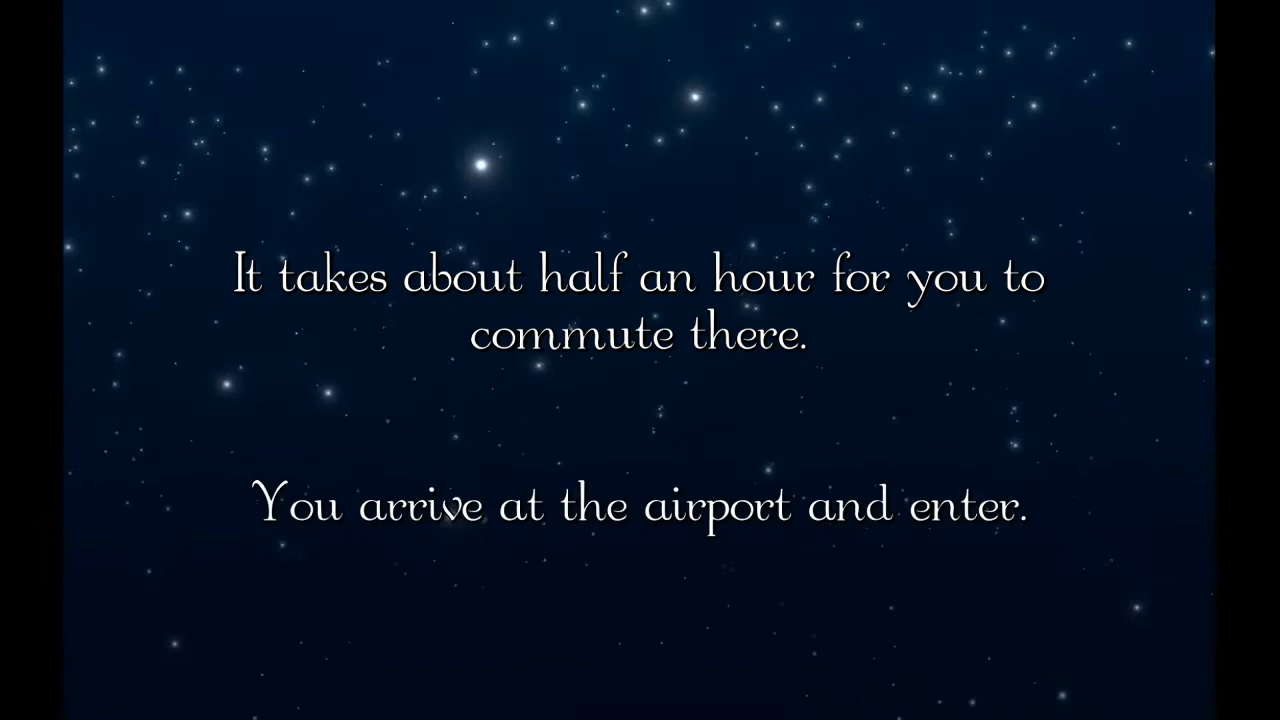 It takes about half an hour for you to
commute there.
You arrive at the airport and enter.